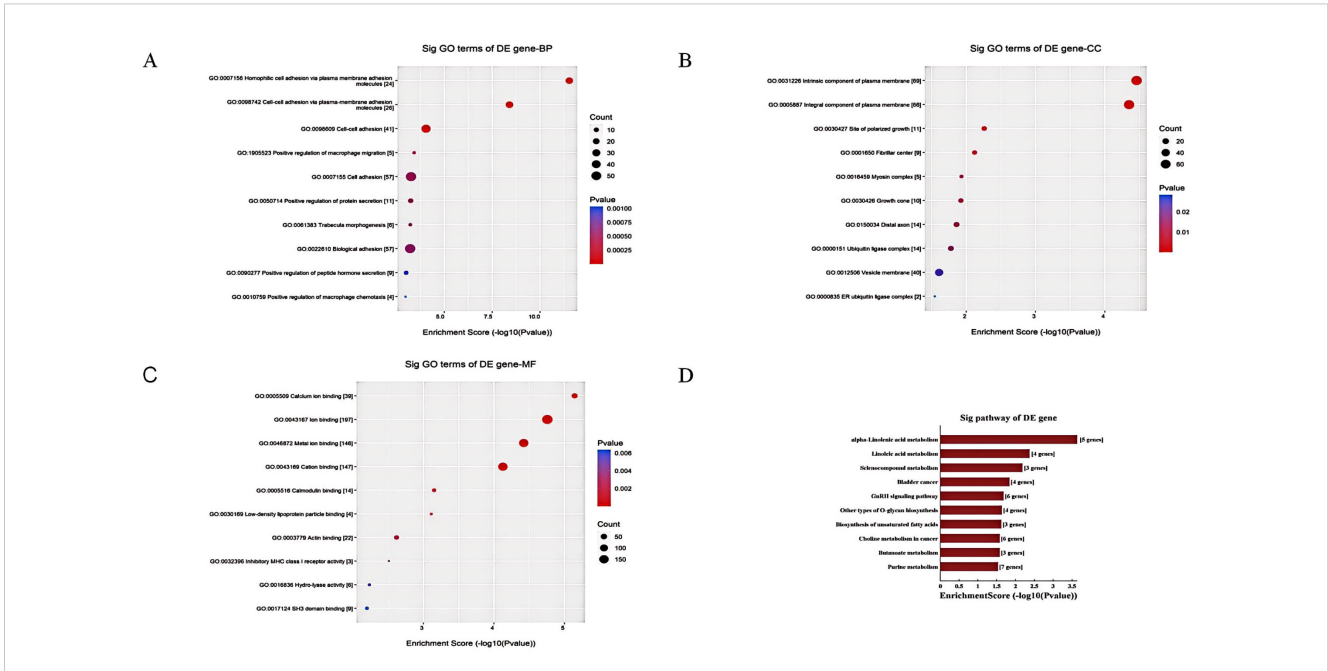 A
Sig GO terms of DE gene-BP
GO:0007156 Homophilic cell adhesion via plasma membrane adhesion
molecules [24]
GO:0098742 Cell-cell adhesion via plasma-membrane adhesion
molecules [26]
GO:0098609 Cell-cell adhesion [41]
GO:1905523 Positive regulation of macrophage migration [5]
GO:0007155 Cell adhesion [57]
GO:0050714 Positive regulation of protein secretion [11]
GO:0061383 Trabecula morphogenesis [6]
GO:0022610 Biological adhesion [57]
GO:0090277 Positive regulation of peptide hormone secretion [9]
GO:0010759 Positive regulation of macrophage chemotaxis [4]
5.0 7.5 10.0
Enrichment Score (-log10(Pvalue))
Count
10
20
30
40
50
Pvalue
0.00100
0.00075
0.00050
0.00025
B
Sig GO terms of DE gene-CC
GO:0031226 Intrinsic component of plasma membrane [69]
GO:0005887 Integral component of plasma membrane [66]
GO:0030427 Site of polarized growth [11]
GO:0001650 Fibrillar center [9]
GO:0016459 Myosin complex [5]
GO:0030426 Growth cone [10]
GO:0150034 Distal axon [14]
GO:0000151 Ubiquitin ligase complex [14]
GO:0012506 Vesicle membrane [40]
GO:0000835 ER ubiquitin ligase complex [2]
2 3 4
Enrichment Score (-log10(Pvalue))
Count
20
40
60
Pvalue
0.02
0.01
C
Sig GO terms of DE gene-MF
GO:0005509 Calcium ion binding [39]
GO:0043167 Ion binding [197]
GO:0046872 Metal ion binding [146]
GO:0043169 Cation binding [147]
GO:0005516 Calmodulin binding [14]
GO:0030169 Low-density lipoprotein particle binding [4]
GO:0003779 Actin binding [22]
GO:0032396 Inhibitory MHC class I receptor activity [3]
GO:0016836 Hydro-lyase activity [6]
GO:0017124 SH3 domain binding [9]
3 4 5
Enrichment Score (-log10(Pvalue))
Pvalue
0.006
0.004
0.002
Count
50
100
150
D
Sig pathway of DE gene
alpha-Linolenic acid metabolism [5 genes]
Linoleic acid metabolism [4 genes]
Selenocompound metabolism [3 genes]
Bladder cancer [4 genes]
GnRH signaling pathway [6 genes]
Other types of O-glycan biosynthesis [4 genes]
Biosynthesis of unsaturated fatty acids [3 genes]
Choline metabolism in cancer [6 genes]
Butanoate metabolism [3 genes]
Purine metabolism [7 genes]
0 0.5 1 1.5 2 2.5 3 3.5
EnrichmentScore (-log10(Pvalue))